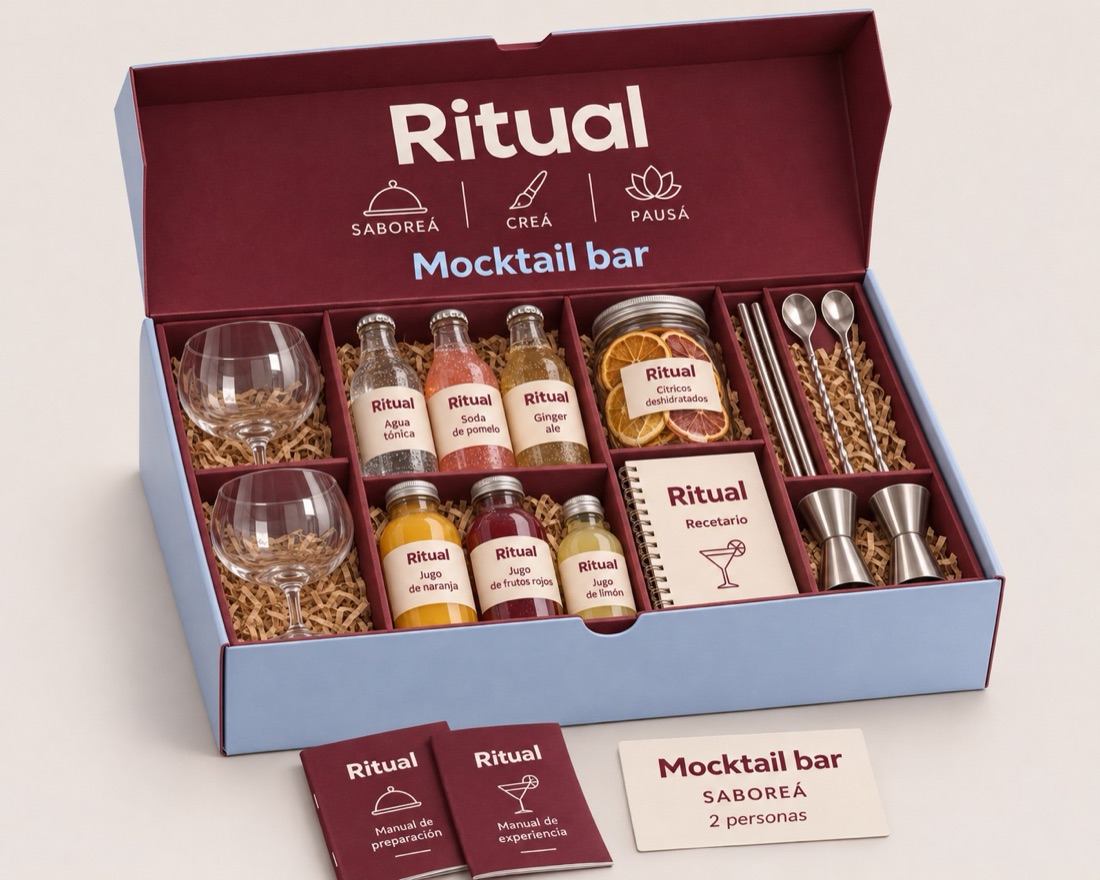 Ritual
SABOREÁ
CREÁ
PAUSÁ
Mocktail bar
Ritual
Agua
tónica
Ritual
Soda
de pomelo
Ritual
Ginger
ale
Ritual
Cítricos
deshidratados
Ritual
Jugo
de naranja
Ritual
Jugo
de frutos rojos
Ritual
Jugo
de limón
Ritual
Recetario
Ritual
Manual de
preparación
Ritual
Manual de
experiencia
Mocktail bar
SABOREÁ
2 personas